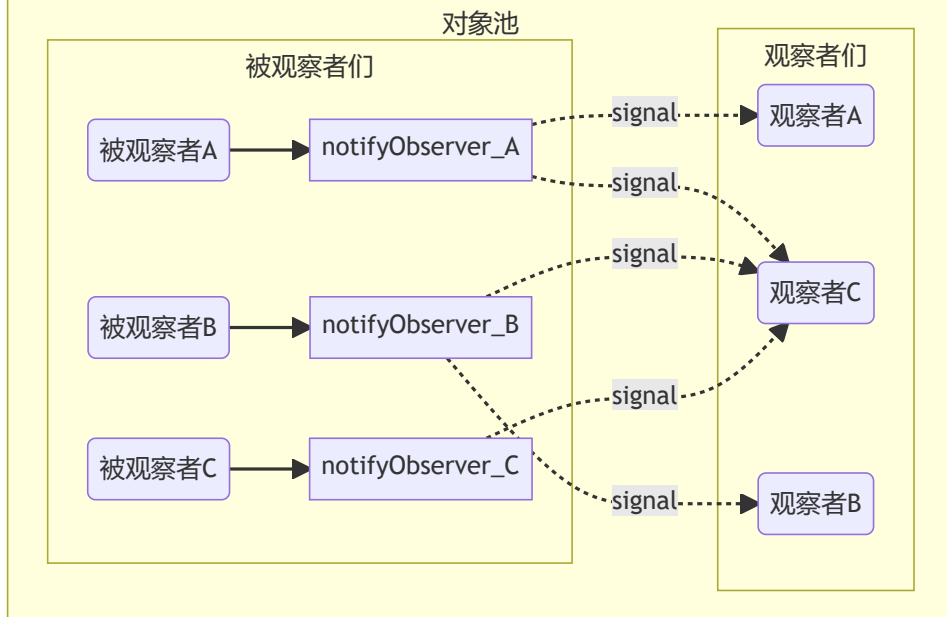 对象池
被观察者们
观察者们
被观察者A
notifyObserver_A
signal
观察者A
signal
signal
观察者C
被观察者B
notifyObserver_B
signal
被观察者C
notifyObserver_C
signal
观察者B